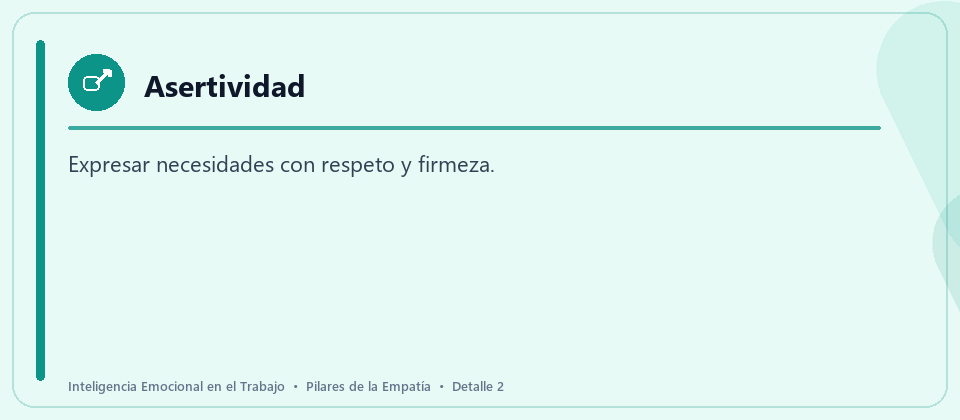 Asertividad
Expresar necesidades con respeto y firmeza.
Inteligencia Emocional en el Trabajo • Pilares de la Empatía • Detalle 2